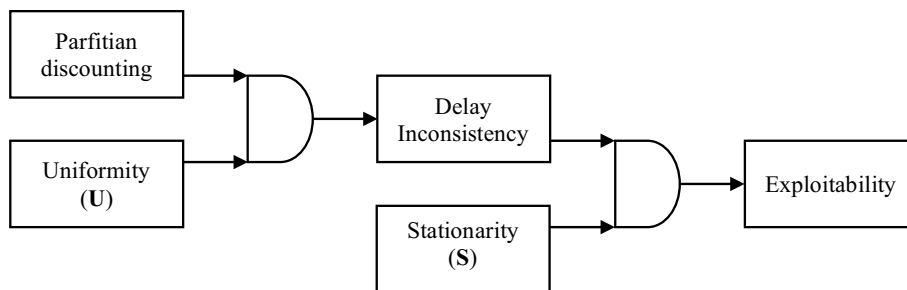 Parfitian
discounting
Uniformity
(U)
Delay
Inconsistency
Stationarity
(S)
Exploitability